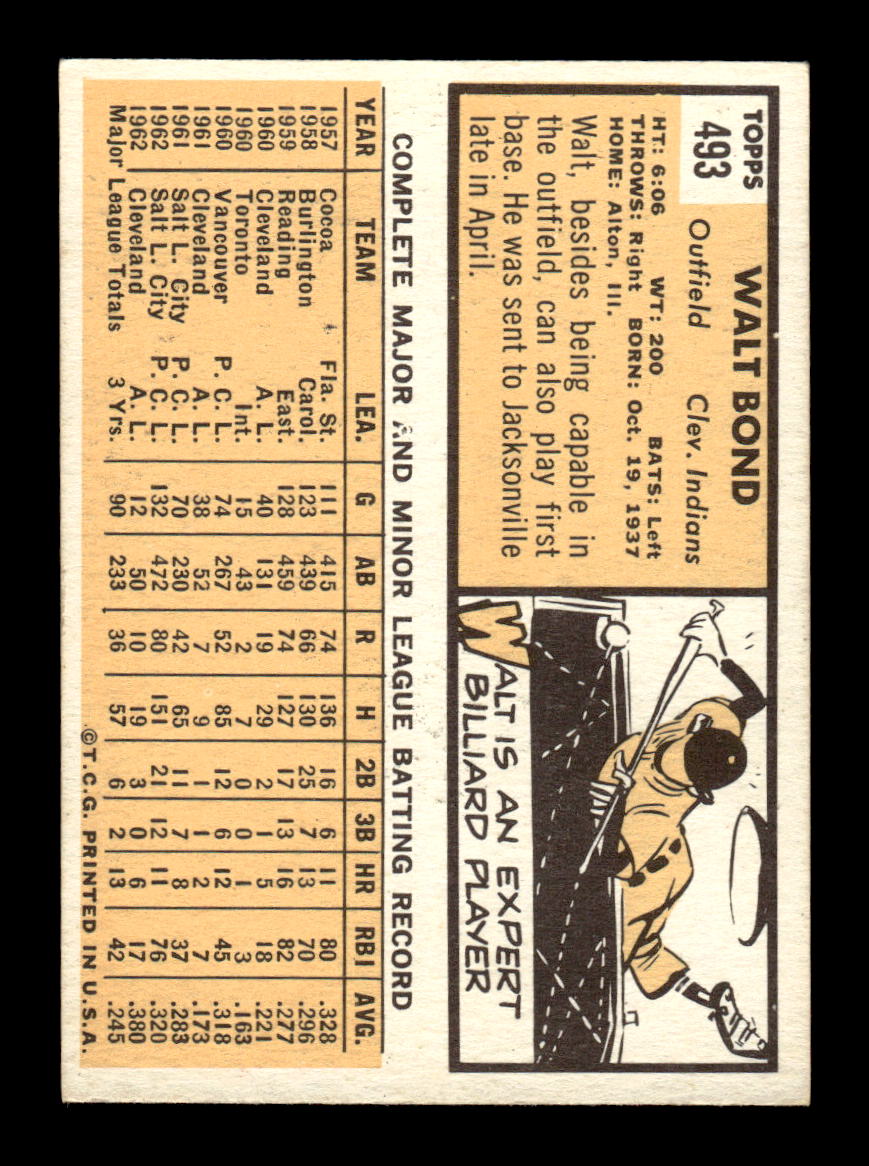 TOPPS
493
WALT BOND
Outfield Clev. Indians
HT: 6:06 WT: 200 BATS: Left
THROWS: Right BORN: Oct. 19, 1937
HOME: Alton, Ill.
Walt, besides being capable in
the outfield, can also play first
base. He was sent to Jacksonville
late in April.
WALT IS AN EXPERT
BILLIARD PLAYER
COMPLETE MAJOR AND MINOR LEAGUE BATTING RECORD
YEAR TEAM LEA. G AB R H 2B 3B HR RBI AVG.
1957 Cocoa Fla. St. 111 415 74 136 16 6 11 80 .328
1958 Burlington Carol. 123 439 66 130 25 7 13 70 .296
1959 Reading East. 128 459 74 127 17 13 16 82 .277
1960 Cleveland A. L. 40 131 19 29 2 1 5 18 .221
1960 Toronto Int. 15 43 2 7 0 0 1 3 .163
1960 Vancouver P. C. L. 74 267 52 85 12 6 12 45 .318
1961 Cleveland A. L. 38 52 7 9 1 1 2 7 .173
1961 Salt L. City P. C. L. 70 230 42 65 11 7 8 37 .283
1962 Salt L. City P. C. L. 132 472 80 151 21 12 11 76 .320
1962 Cleveland A. L. 12 50 10 19 3 0 6 17 .380
Major League Totals 3 Yrs. 90 233 36 57 6 2 13 42 .245
©T.C.G. PRINTED IN U.S.A.